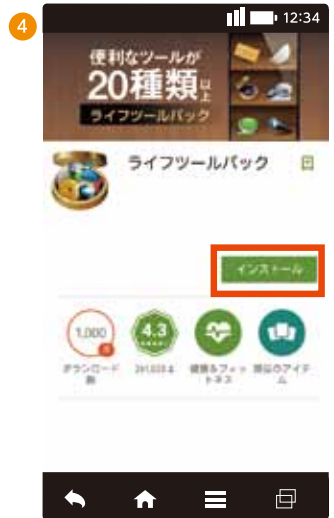 4
12:34
便利なツールが
20種類以上
ライフツールパック
ライフツールパック
インストール
1,000
万
4.3
ダウンロード
数
健康&フィッ
トネス
類似のアイテ
ム